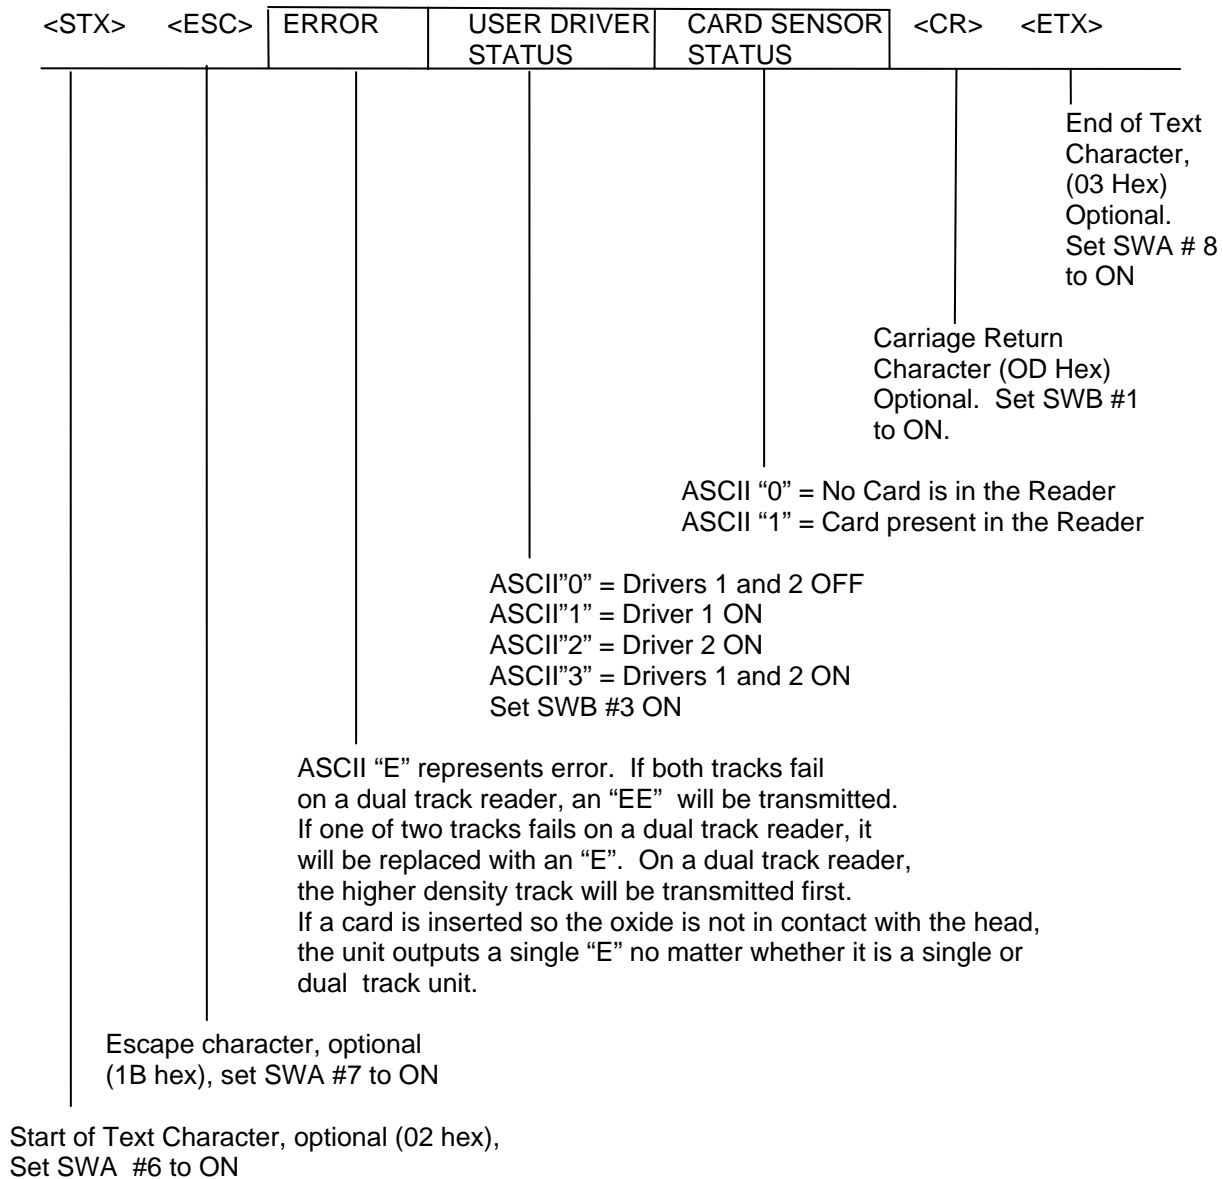 <STX> <ESC> ERROR USER DRIVER STATUS CARD SENSOR STATUS <CR> <ETX>
End of Text
Character,
(03 Hex)
Optional.
Set SWA # 8
to ON
Carriage Return
Character (OD Hex)
Optional.  Set SWB #1
to ON.
ASCII “0” = No Card is in the Reader
ASCII “1” = Card present in the Reader
ASCII”0” = Drivers 1 and 2 OFF
ASCII”1” = Driver 1 ON
ASCII”2” = Driver 2 ON
ASCII”3” = Drivers 1 and 2 ON
Set SWB #3 ON
ASCII “E” represents error.  If both tracks fail
on a dual track reader, an “EE”  will be transmitted.
If one of two tracks fails on a dual track reader, it
will be replaced with an “E”.  On a dual track reader,
the higher density track will be transmitted first.
If a card is inserted so the oxide is not in contact with the head,
the unit outputs a single “E” no matter whether it is a single or
dual  track unit.
Escape character, optional
(1B hex), set SWA #7 to ON
Start of Text Character, optional (02 hex),
Set SWA  #6 to ON